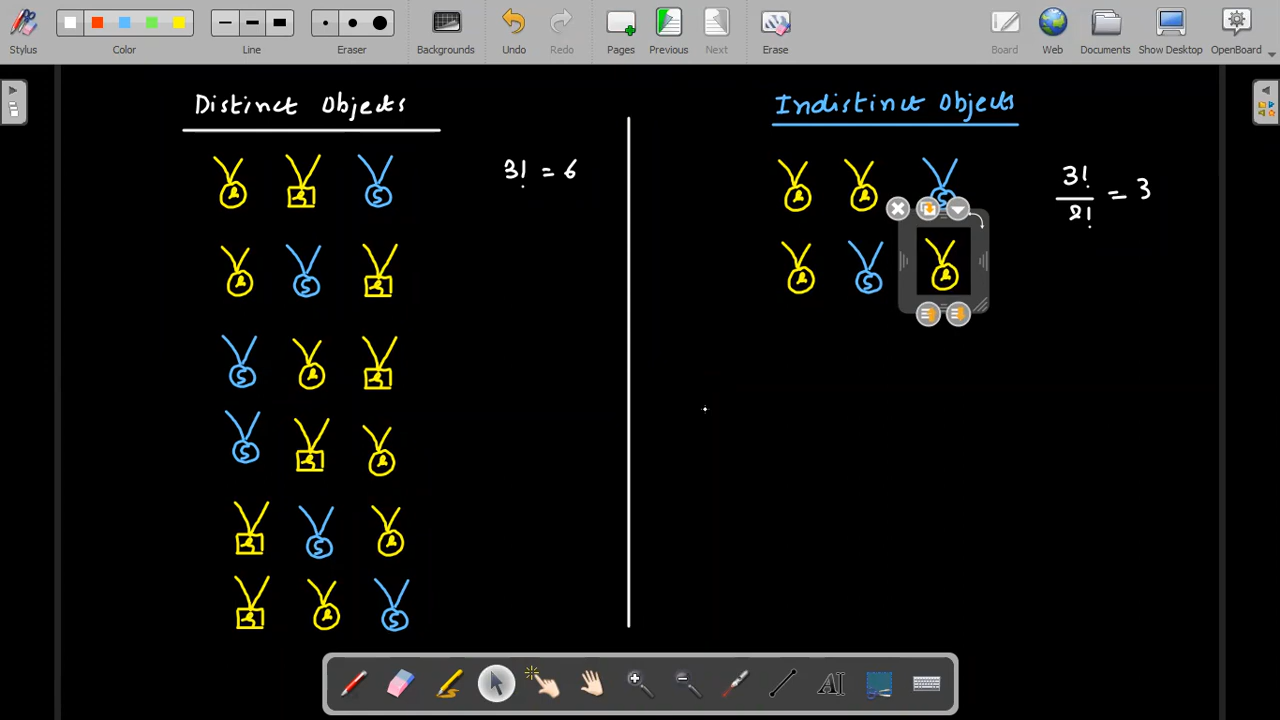 Stylus Color Line Eraser Backgrounds Undo Redo Pages Previous Next Erase Board Web Documents Show Desktop OpenBoard
Distinct Objects
3! = 6
S
S
S
S
S
S
Indistinct Objects
3!
2!
= 3
S
S
AI